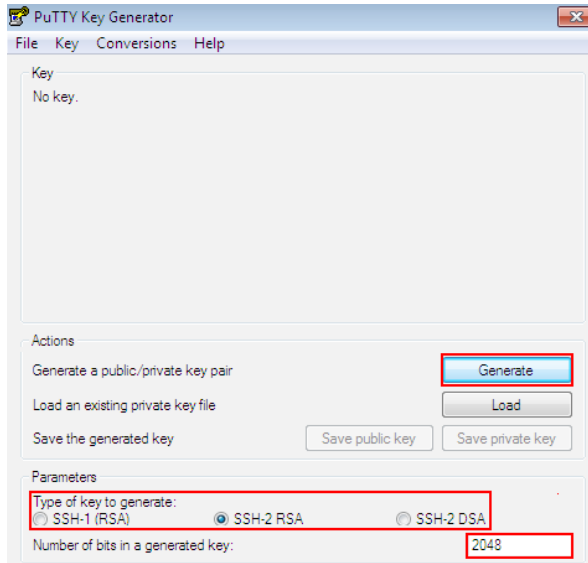 PuTTY Key Generator
File Key Conversions Help
Key
No key.
Actions
Generate a public/private key pair Generate
Load an existing private key file Load
Save the generated key Save public key Save private key
Parameters
Type of key to generate:
SSH-1 (RSA) SSH-2 RSA SSH-2 DSA
Number of bits in a generated key: 2048